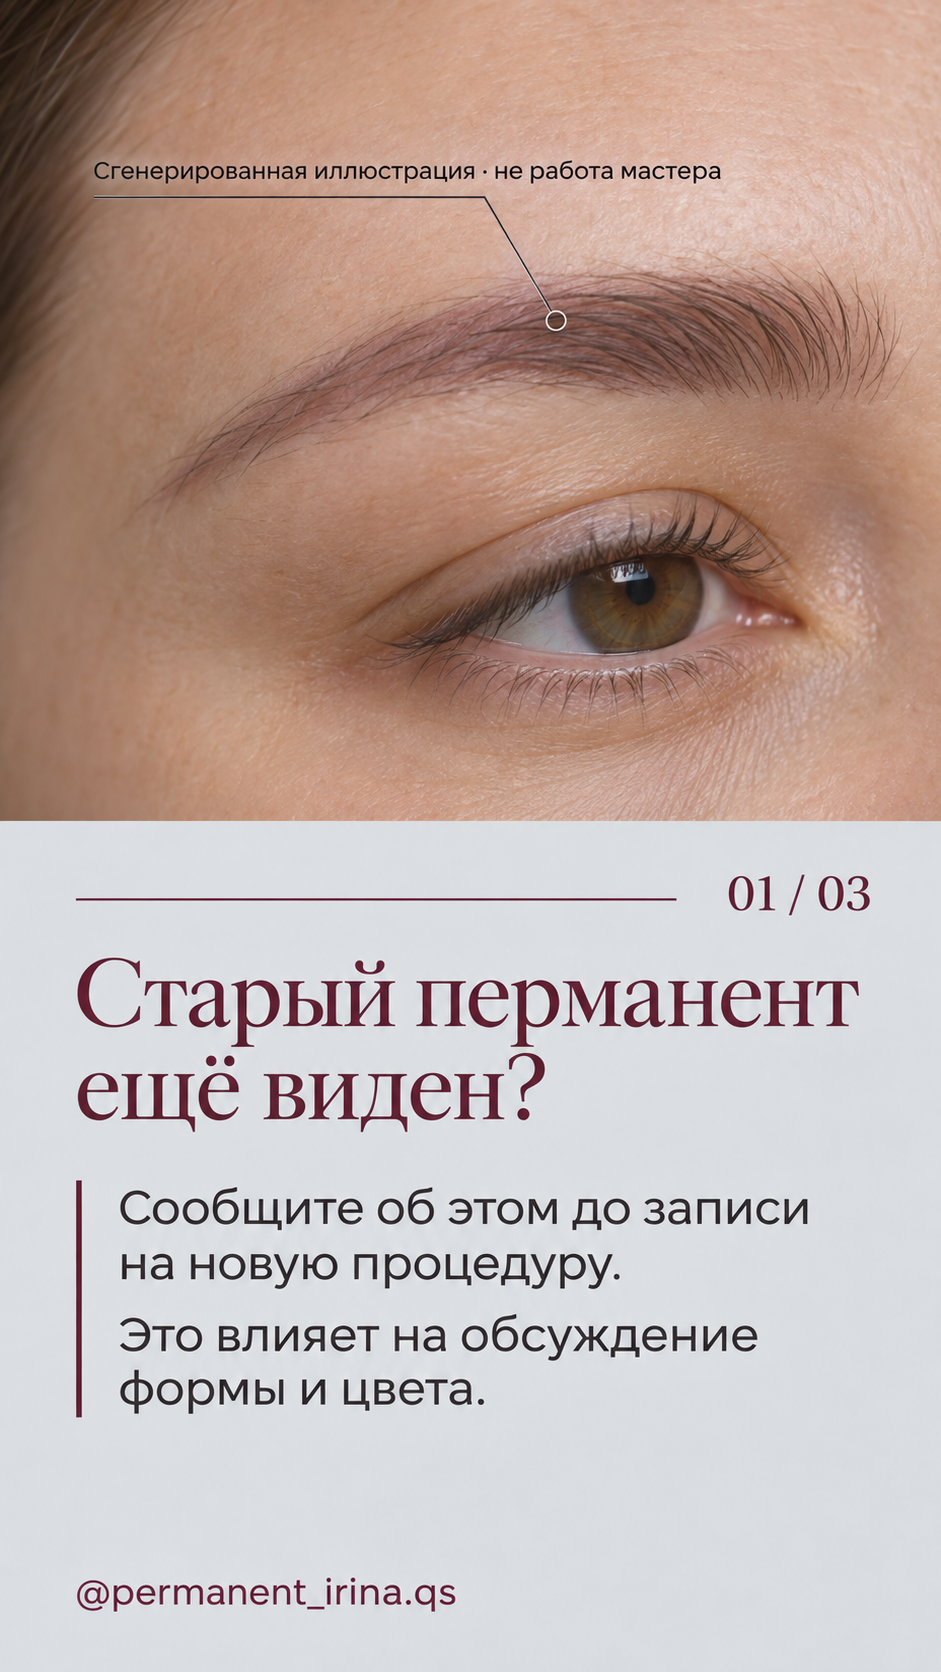 Сгенерированная иллюстрация · не работа мастера
01 / 03
Старый перманент
ещё виден?
Сообщите об этом до записи
на новую процедуру.
Это влияет на обсуждение
формы и цвета.
@permanent_irina.qs